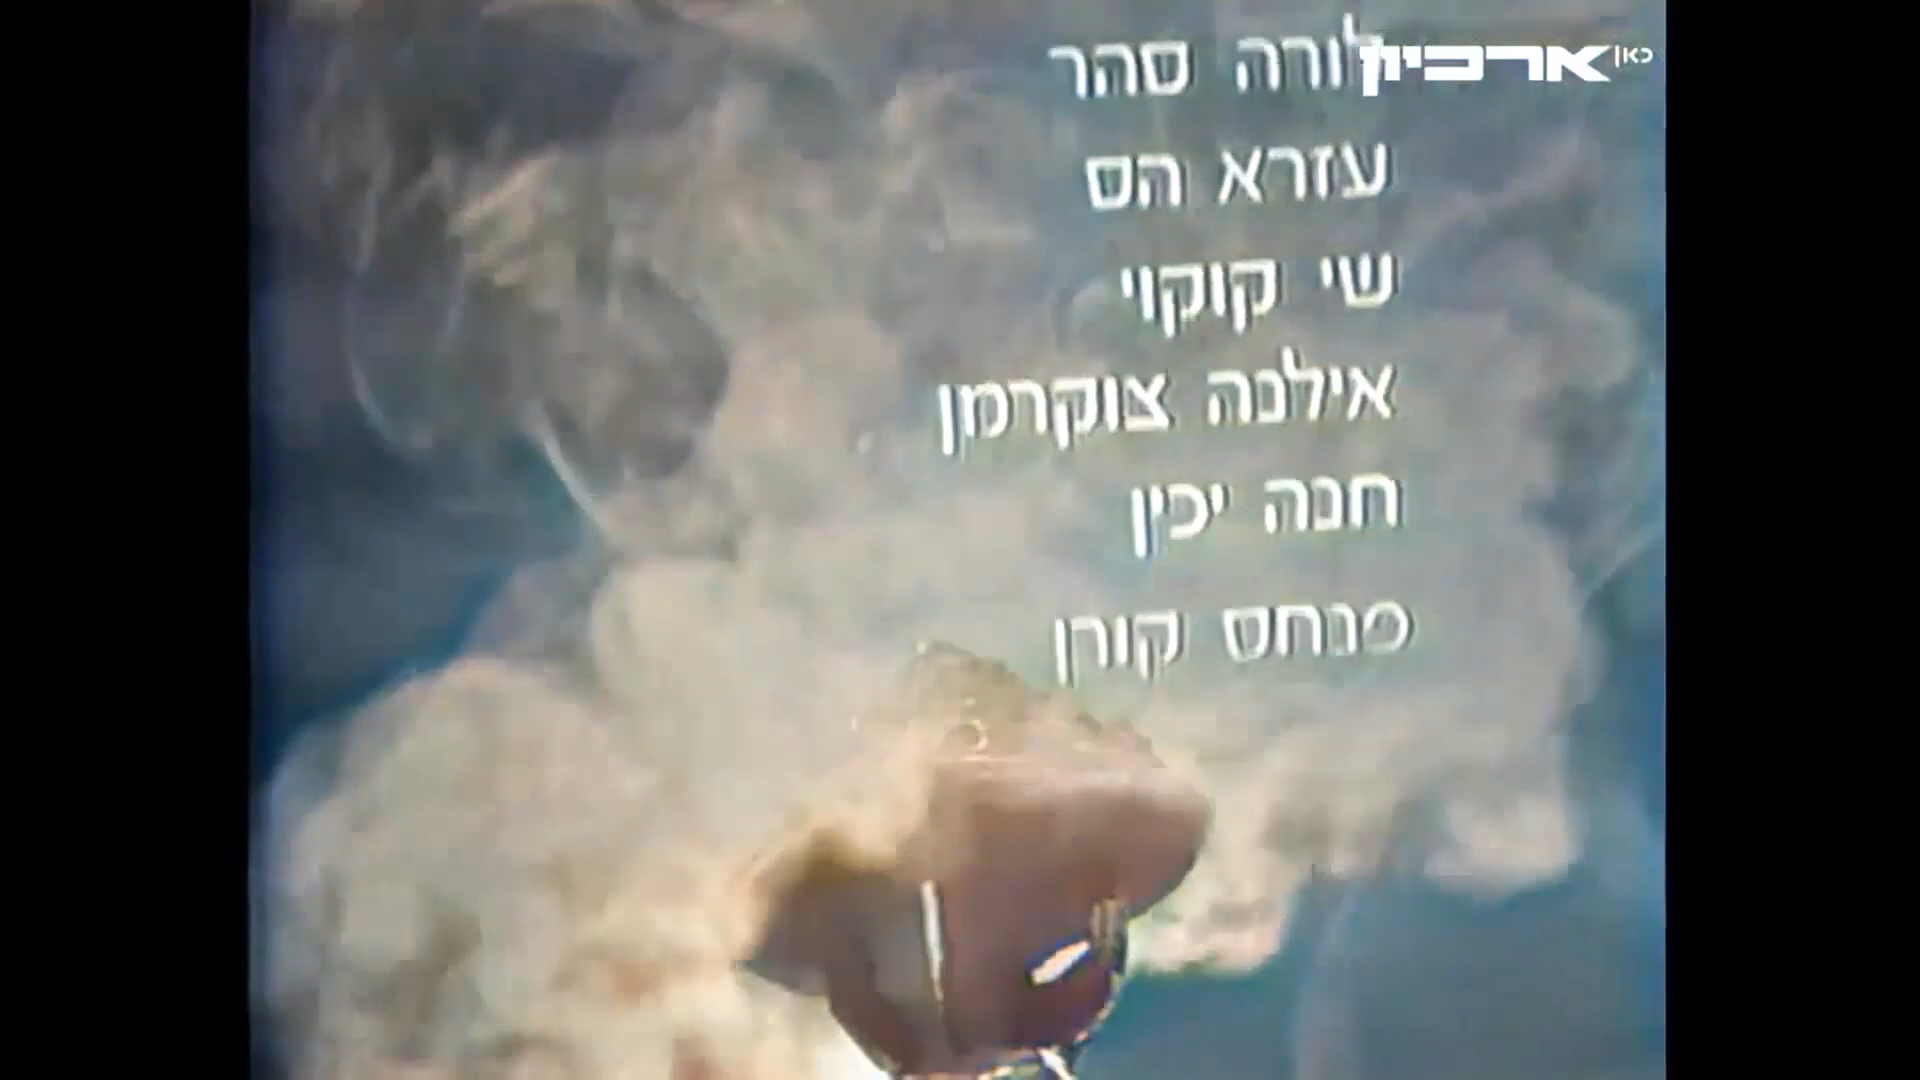 לורה סהר
כאן ארכיון
עזרא הס
שי קוקוי
אילנה צוקרמן
חנה יכין
פנחס קורן